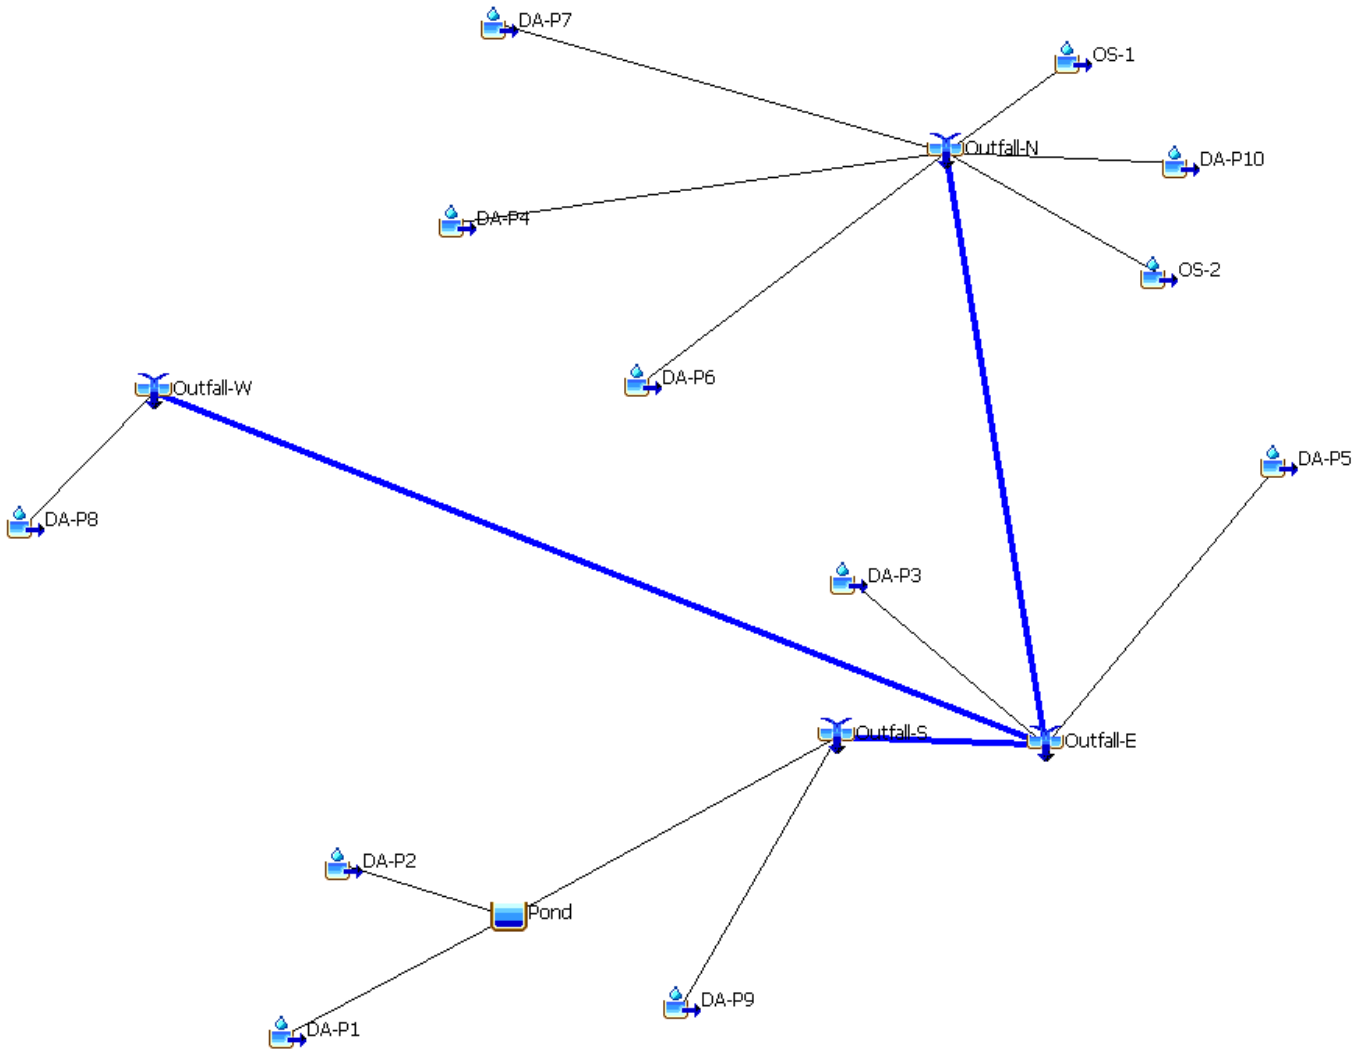 DA-P7
OS-1
Outfall-N
DA-P10
DA-P4
OS-2
DA-P6
Outfall-W
DA-P5
DA-P8
DA-P3
Outfall-S
Outfall-E
DA-P2
Pond
DA-P9
DA-P1